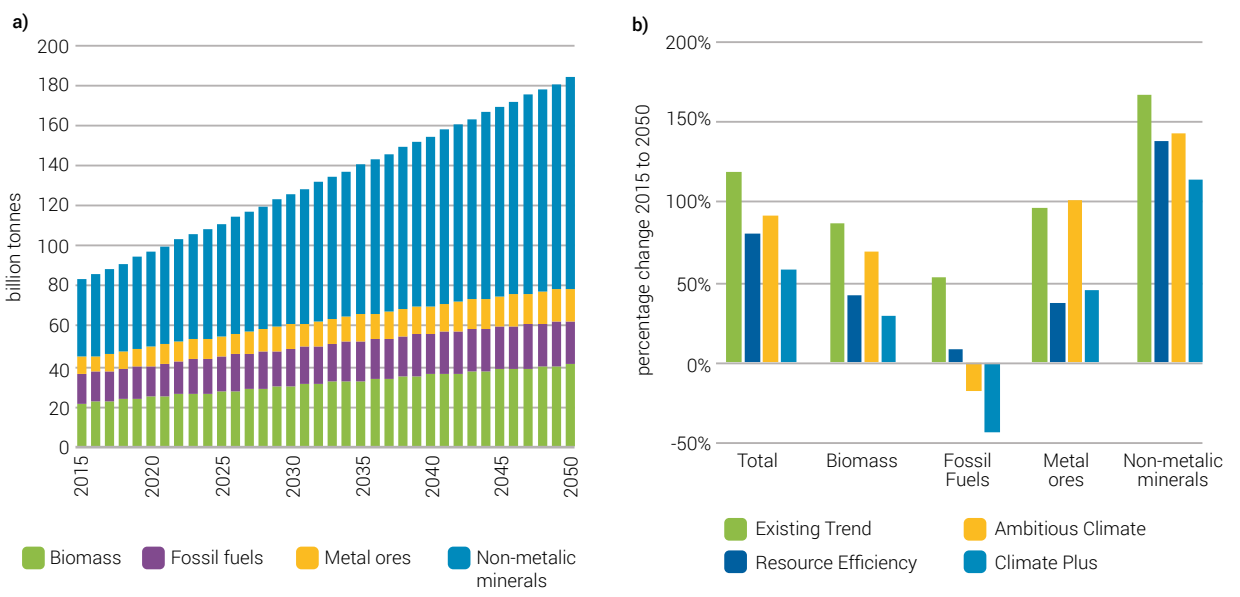 a)
200
180
160
140
120
100
80
60
40
20
0
billion tonnes
2015
2020
2025
2030
2035
2040
2045
2050
Biomass
Fossil fuels
Metal ores
Non-metalic
minerals
b)
200%
150%
100%
50%
0%
-50%
percentage change 2015 to 2050
Total
Biomass
Fossil
Fuels
Metal
ores
Non-metalic
minerals
Existing Trend
Ambitious Climate
Resource Efficiency
Climate Plus